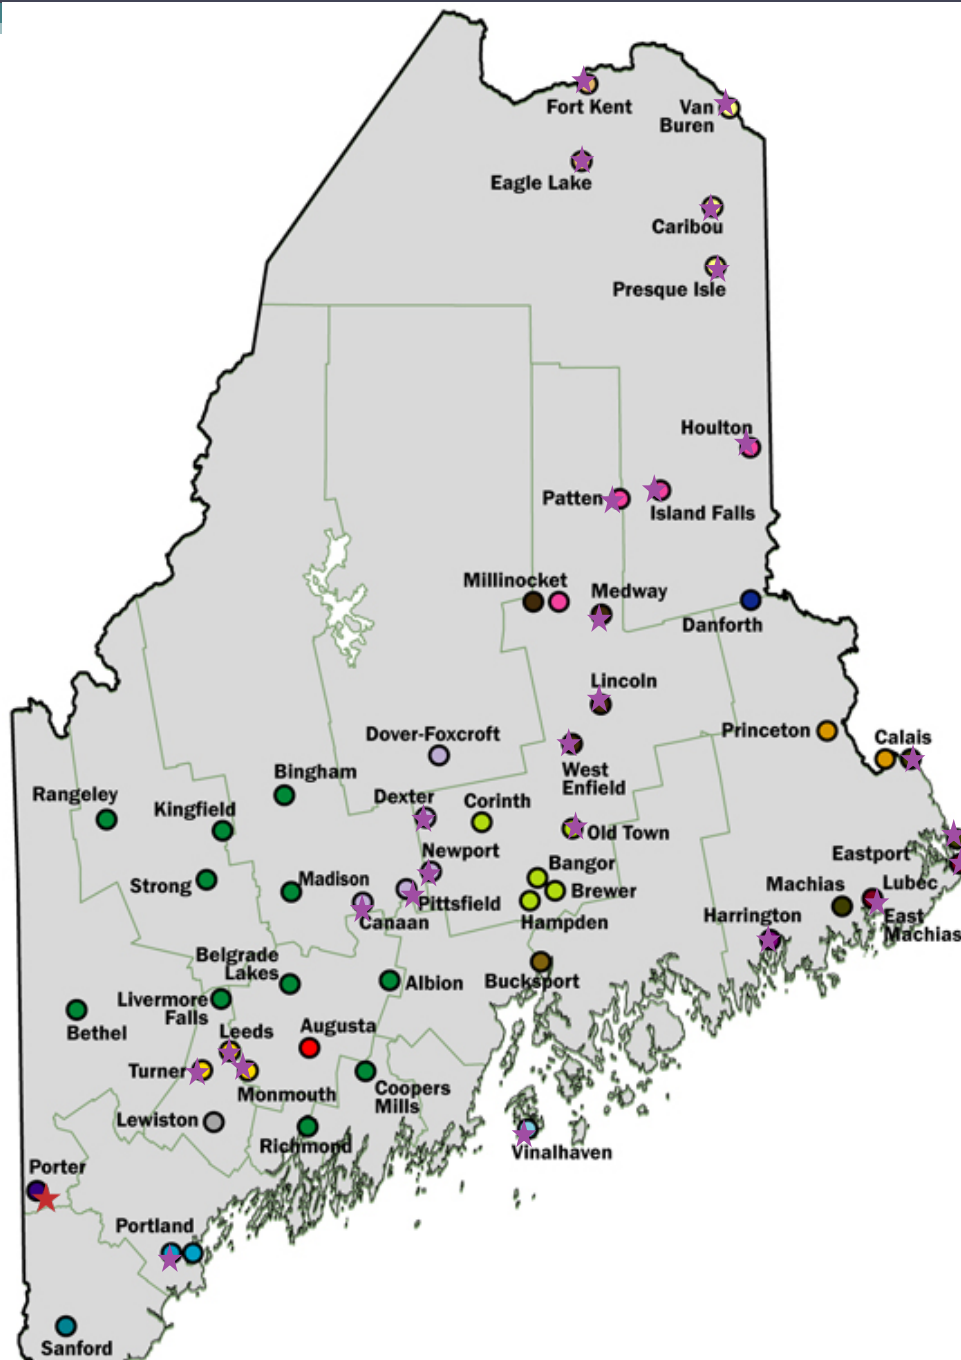 Fort Kent
Van
Buren
Eagle Lake
Caribou
Presque Isle
Houlton
Patten
Island Falls
Millinocket
Medway
Danforth
Lincoln
Princeton
Calais
Dover-Foxcroft
West
Enfield
Bingham
Rangeley
Kingfield
Dexter
Corinth
Old Town
Newport
Eastport
Strong
Madison
Bangor
Brewer
Pittsfield
Machias
Lubec
Canaan
Hampden
Harrington
East
Machias
Belgrade
Lakes
Albion
Bucksport
Livermore
Falls
Bethel
Leeds
Augusta
Turner
Monmouth
Coopers
Mills
Lewiston
Richmond
Vinalhaven
Porter
Portland
Sanford